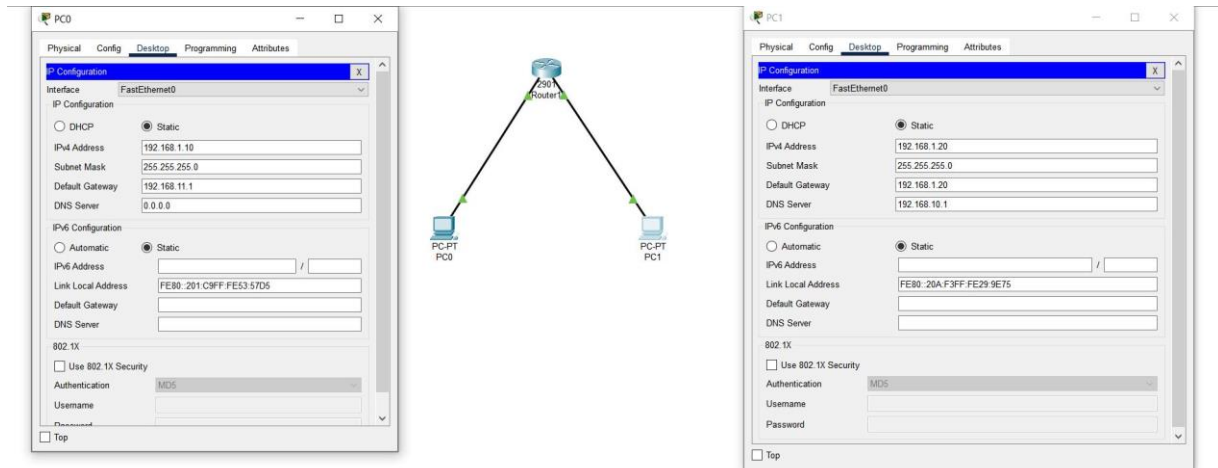 PC0
Physical Config Desktop Programming Attributes
IP Configuration X
Interface FastEthernet0
IP Configuration
DHCP Static
IPv4 Address 192.168.1.10
Subnet Mask 255.255.255.0
Default Gateway 192.168.11.1
DNS Server 0.0.0.0
IPv6 Configuration
Automatic Static
IPv6 Address /
Link Local Address FE80::201:C9FF:FE53:57D5
Default Gateway
DNS Server
802.1X
Use 802.1X Security
Authentication MD5
Username
Password
Top
2901
Router1
PC-PT
PC0
PC-PT
PC1
PC1
Physical Config Desktop Programming Attributes
IP Configuration X
Interface FastEthernet0
IP Configuration
DHCP Static
IPv4 Address 192.168.1.20
Subnet Mask 255.255.255.0
Default Gateway 192.168.1.20
DNS Server 192.168.10.1
IPv6 Configuration
Automatic Static
IPv6 Address /
Link Local Address FE80::20A:F3FF:FE29:9E75
Default Gateway
DNS Server
802.1X
Use 802.1X Security
Authentication MD5
Username
Password
Top